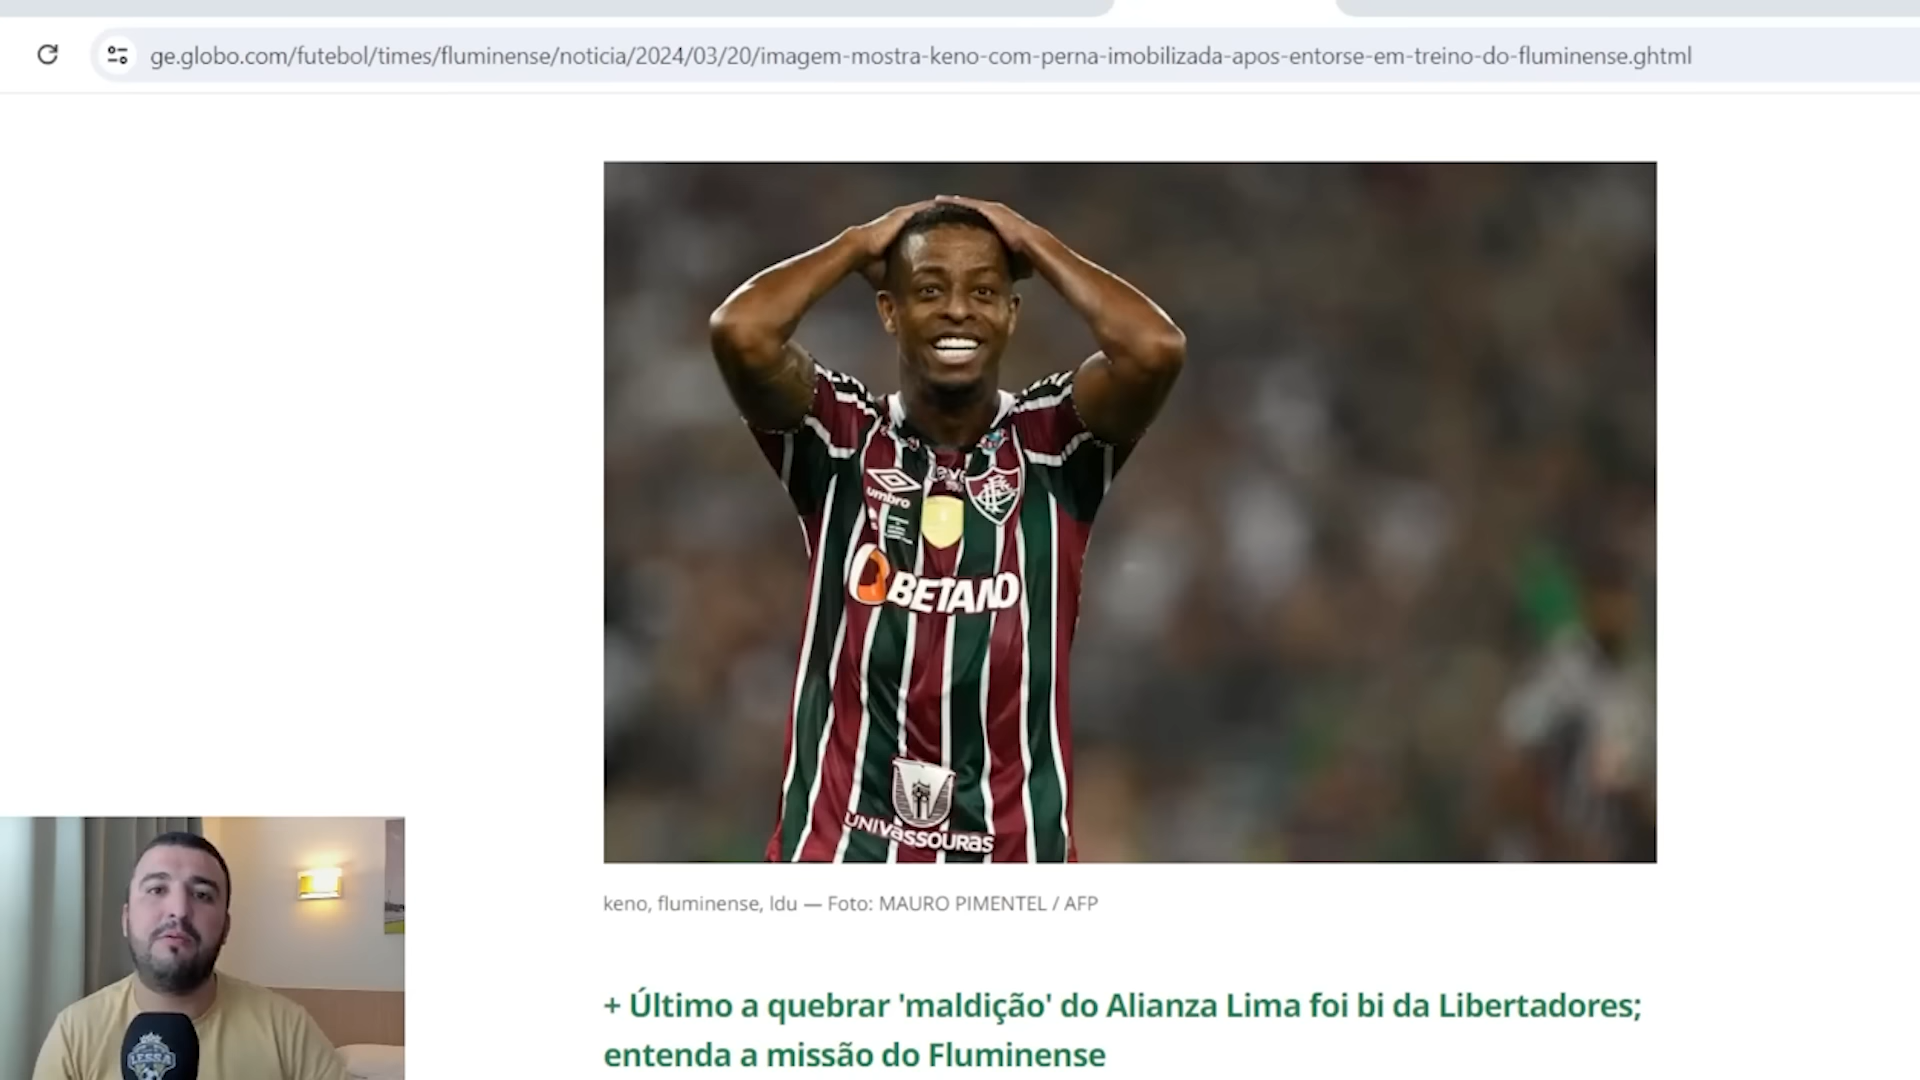 ge.globo.com/futebol/times/fluminense/noticia/2024/03/20/imagem-mostra-keno-com-perna-imobilizada-apos-entorse-em-treino-do-fluminense.ghtml
umbro
BETANO
UNIVassouras
keno, fluminense, ldu — Foto: MAURO PIMENTEL / AFP
+ Último a quebrar 'maldição' do Alianza Lima foi bi da Libertadores;
entenda a missão do Fluminense
LESSA